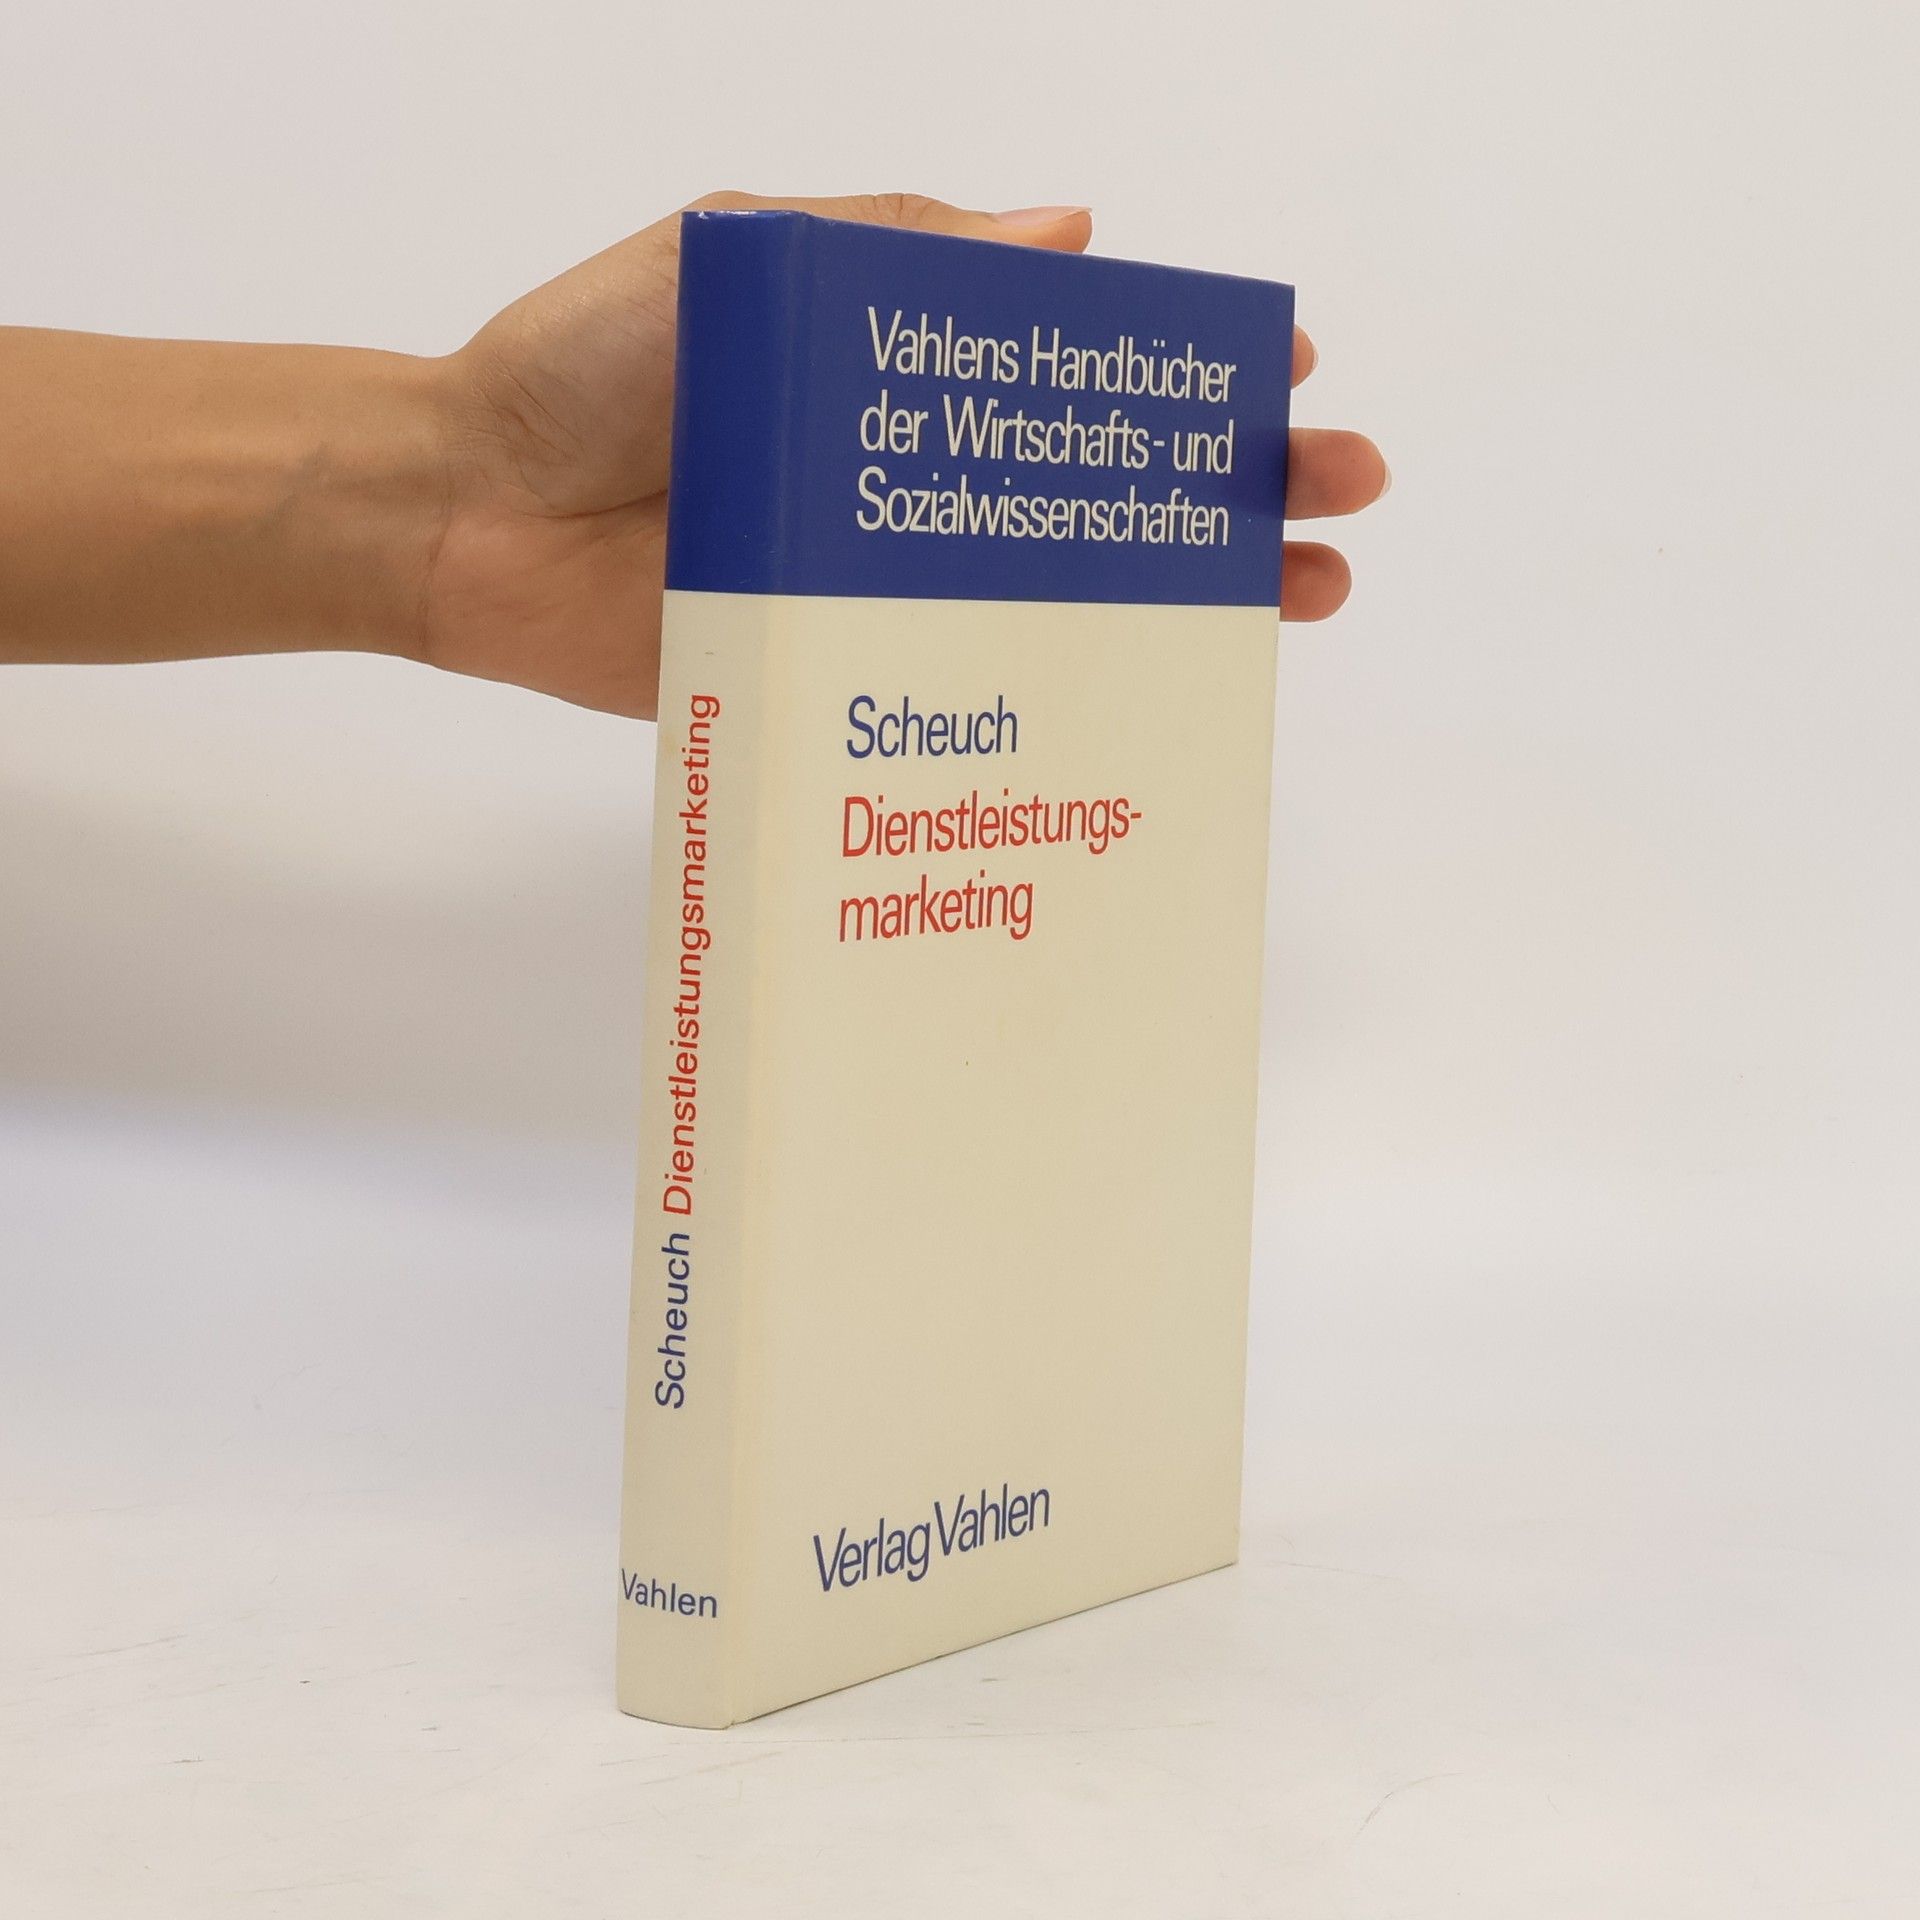 Vahlens Handbücher
der Wirtschafts- und
Sozialwissenschaften
Scheuch
Dienstleistungs-
marketing
Verlag Vahlen
Scheuch Dienstleistungsmarketing
Vahlen